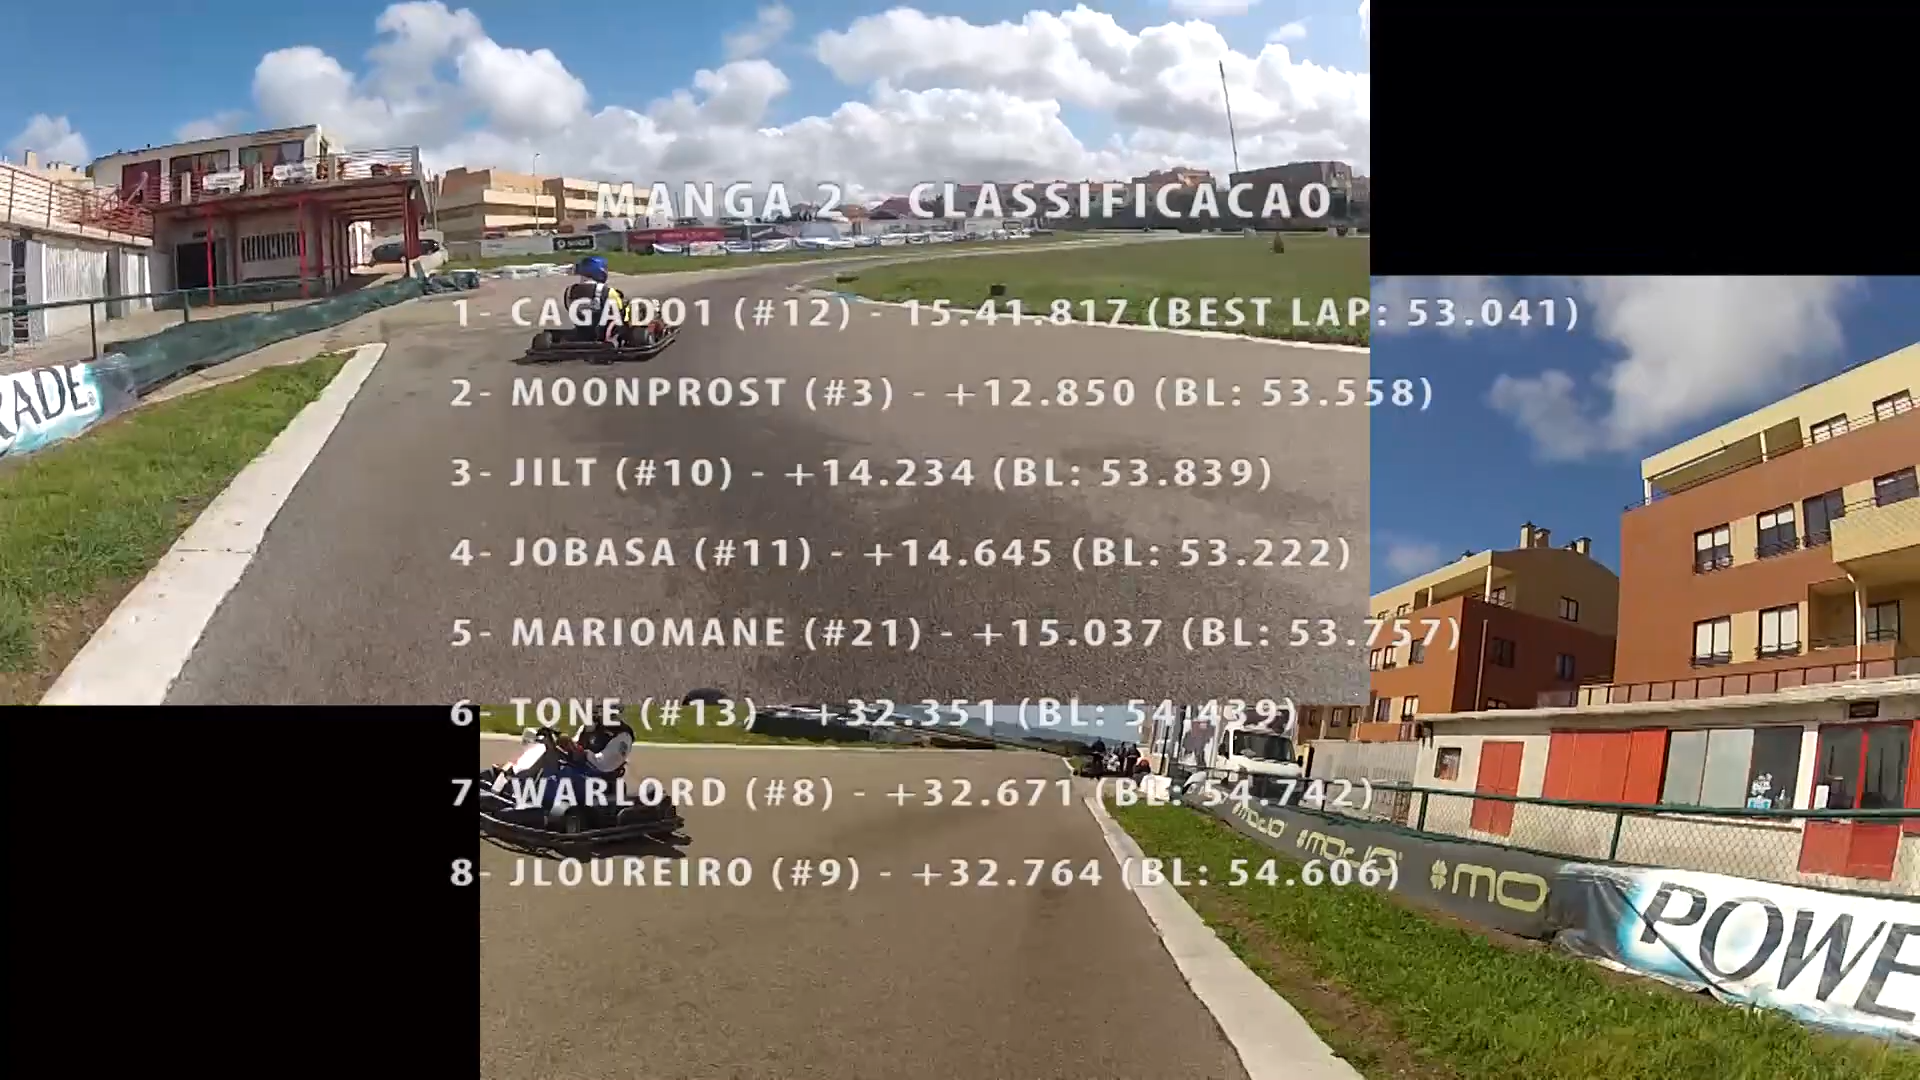 MANGA 2 CLASSIFICACAO
1- CAGADO1 (#12) - 15.41.817 (BEST LAP: 53.041)
2- MOONPROST (#3) - +12.850 (BL: 53.558)
3- JILT (#10) - +14.234 (BL: 53.839)
4- JOBASA (#11) - +14.645 (BL: 53.222)
5- MARIOMANE (#21) - +15.037 (BL: 53.757)
6- TONE (#13) - +32.351 (BL: 54.439)
7- WARLORD (#8) - +32.671 (BL: 54.742)
8- JLOUREIRO (#9) - +32.764 (BL: 54.606)
RADE
mo
POWE